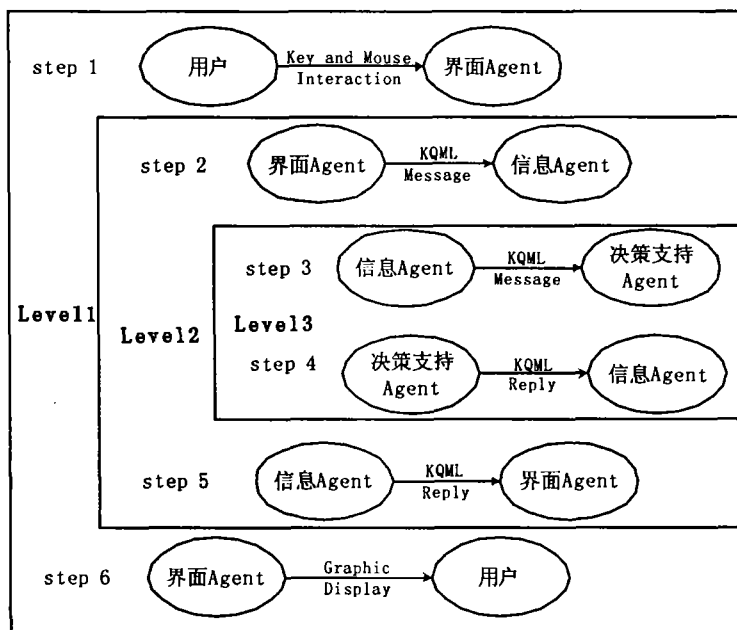 step 1
用户
Key and Mouse
Interaction
界面Agent
step 2
界面Agent
KQML
Message
信息Agent
step 3
信息Agent
KQML
Message
决策支持
Agent
Level1
Level2
Level3
step 4
决策支持
Agent
KQML
Reply
信息Agent
step 5
信息Agent
KQML
Reply
界面Agent
step 6
界面Agent
Graphic
Display
用户